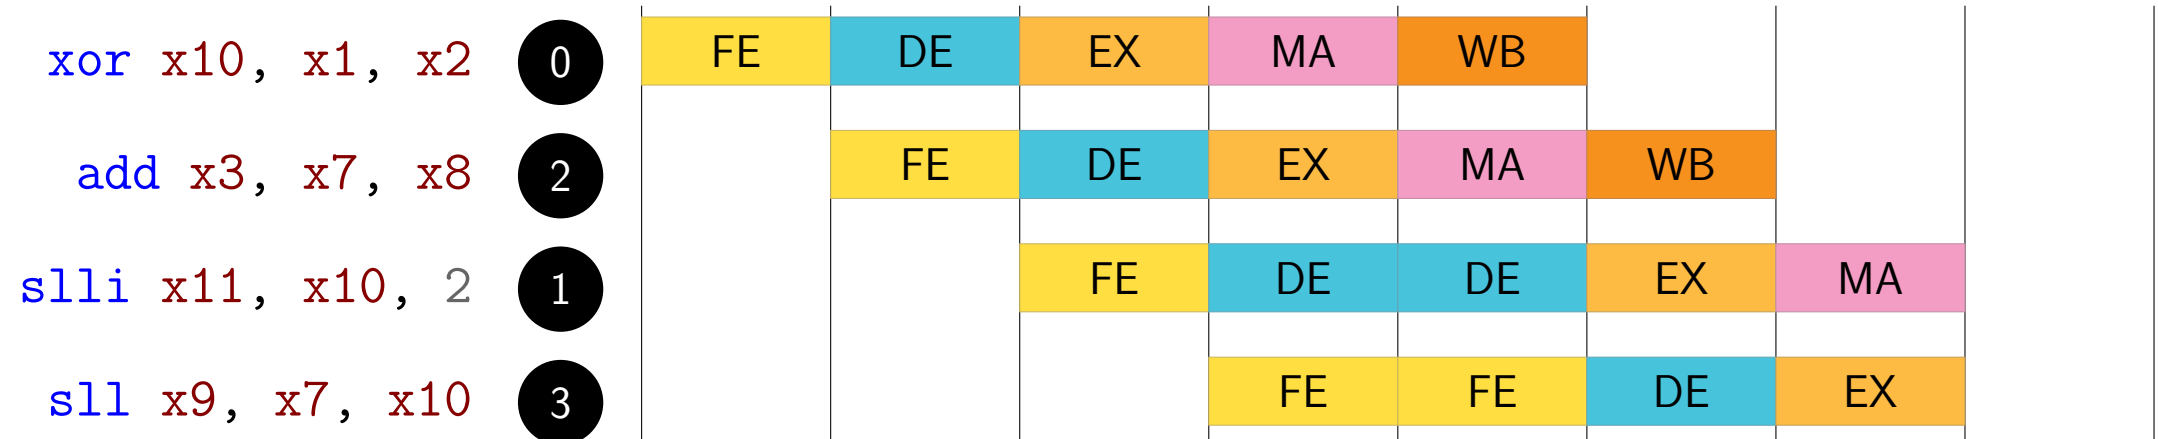 xor x10, x1, x2 0 FE DE EX MA WB
add x3, x7, x8 2 FE DE EX MA WB
slli x11, x10, 2 1 FE DE DE EX MA
sll x9, x7, x10 3 FE FE DE EX